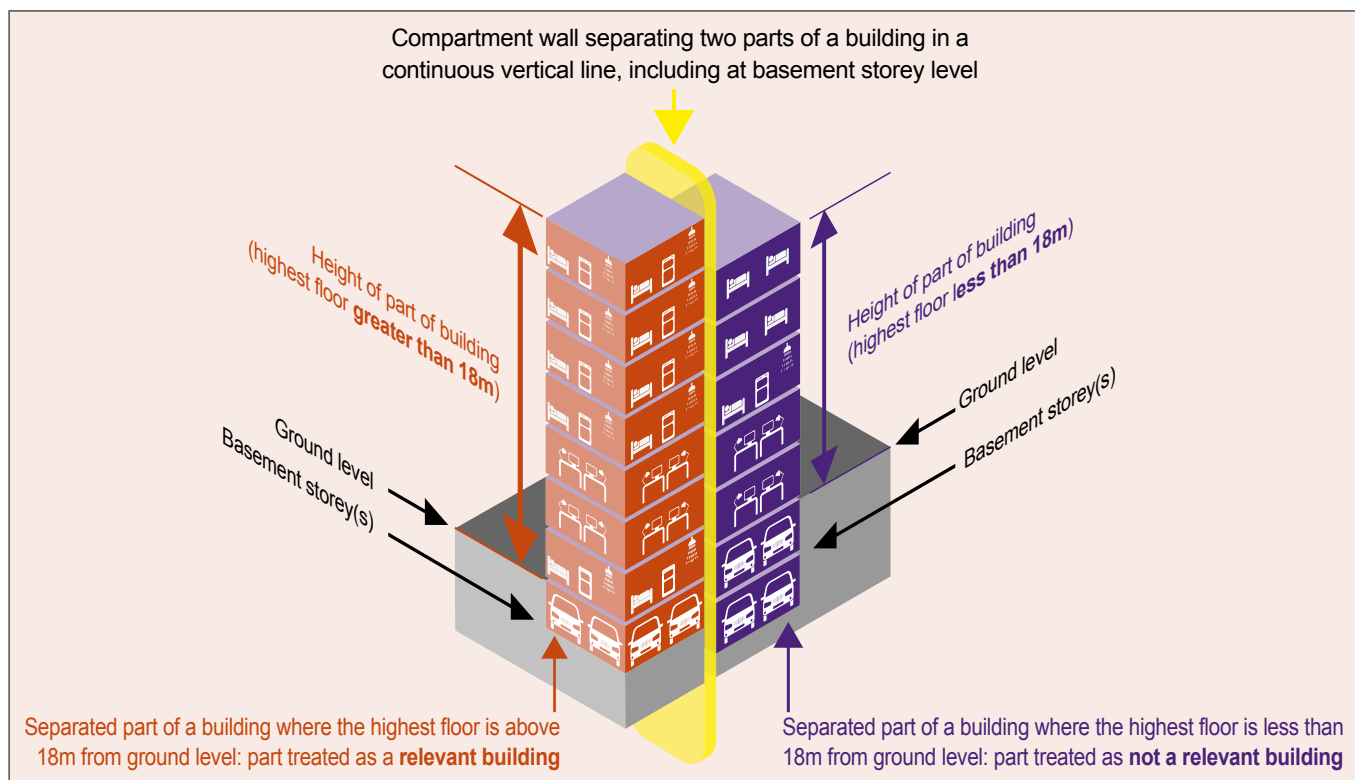 Compartment wall separating two parts of a building in a
continuous vertical line, including at basement storey level
Height of part of building
(highest floor greater than 18m)
Height of part of building
(highest floor less than 18m)
Ground level
Basement storey(s)
Ground level
Basement storey(s)
Separated part of a building where the highest floor is above
18m from ground level: part treated as a relevant building
Separated part of a building where the highest floor is less than
18m from ground level: part treated as not a relevant building